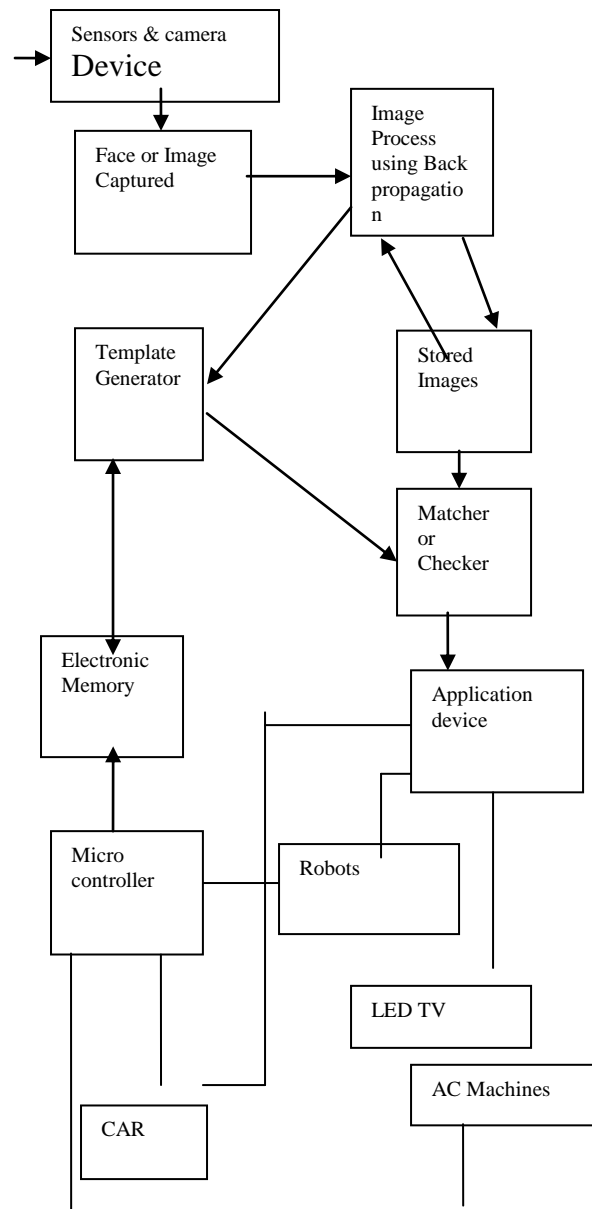 Sensors & camera
Device
Face or Image
Captured
Image
Process
using Back
propagatio
n
Template
Generator
Stored
Images
Matcher
or
Checker
Electronic
Memory
Application
device
Micro
controller
Robots
LED TV
AC Machines
CAR